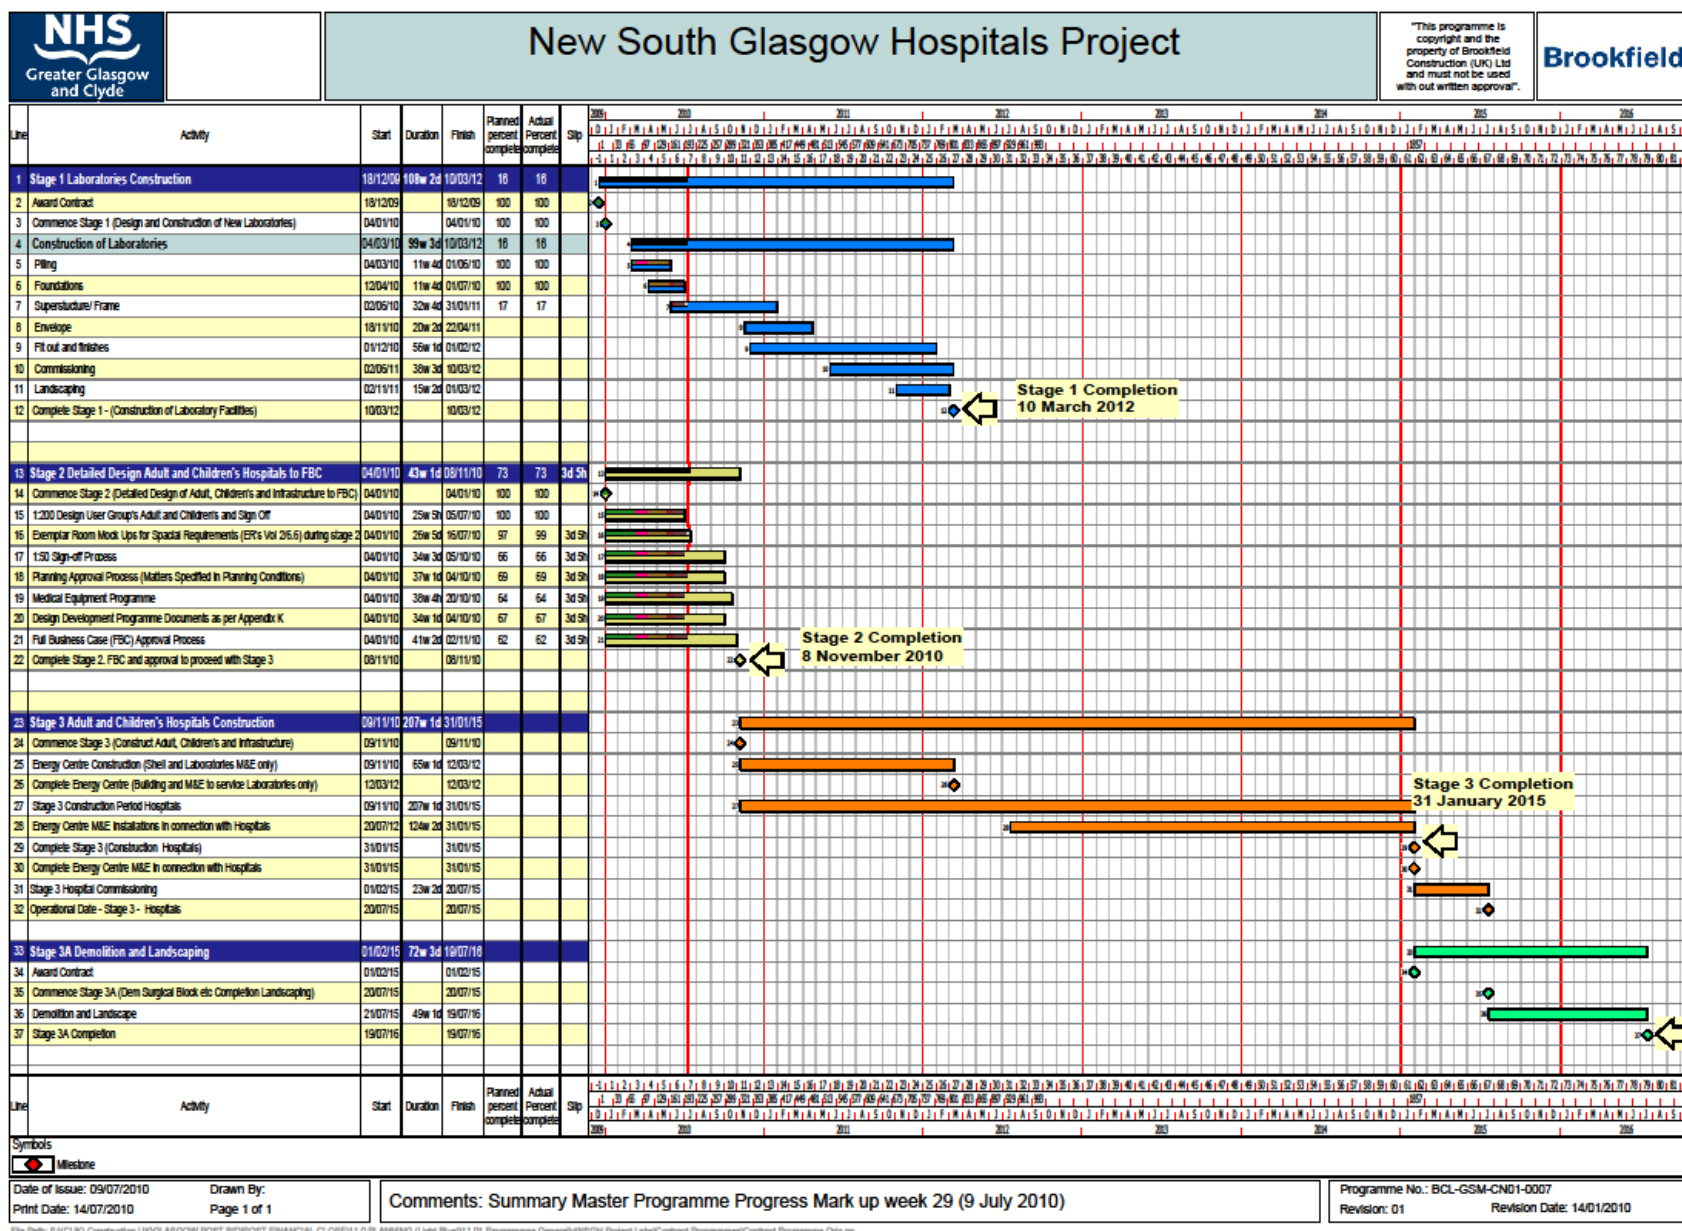 NHS
Greater Glasgow
and Clyde
New South Glasgow Hospitals Project
"This programme is
copyright and the
property of Brookfield
Construction (UK) Ltd
and must not be used
with out written approval".
Brookfield
Line Activity Start Duration Finish Planned percent complete Actual Percent complete Slip
2009 2010 2011 2012 2013 2014 2015 2016
1 Stage 1 Laboratories Construction 18/12/09 108w 2d 10/03/12 16 16
2 Award Contract 18/12/09 18/12/09 100 100
3 Commence Stage 1 (Design and Construction of New Laboratories) 04/01/10 04/01/10 100 100
4 Construction of Laboratories 04/03/10 99w 3d 10/03/12 16 16
5 Piling 04/03/10 11w 4d 01/06/10 100 100
6 Foundations 12/04/10 11w 4d 01/07/10 100 100
7 Superstucture/ Frame 02/06/10 32w 4d 31/01/11 17 17
8 Envelope 18/11/10 20w 2d 22/04/11
9 Fit out and finishes 01/12/10 56w 1d 01/02/12
10 Commissioning 02/06/11 38w 3d 10/03/12
11 Landscaping 02/11/11 15w 2d 01/03/12
Stage 1 Completion
10 March 2012
12 Complete Stage 1 - (Construction of Laboratory Facilities) 10/03/12 10/03/12
13 Stage 2 Detailed Design Adult and Children's Hospitals to FBC 04/01/10 43w 1d 08/11/10 73 73 3d 5h
14 Commence Stage 2 (Detailed Design of Adult, Children's and Infrastructure to FBC) 04/01/10 04/01/10 100 100
15 1:200 Design User Group's Adult and Children's and Sign Off 04/01/10 25w 5h 05/07/10 100 100
16 Exemplar Room Mock Ups for Spacial Requirements (ER's Vol 2/6.6) during stage 2 04/01/10 26w 5d 16/07/10 97 99 3d 5h
17 1:50 Sign-off Process 04/01/10 34w 3d 05/10/10 66 66 3d 5h
18 Planning Approval Process (Matters Specified in Planning Conditions) 04/01/10 37w 1d 04/10/10 69 69 3d 5h
19 Medical Equipment Programme 04/01/10 38w 4h 20/10/10 64 64 3d 5h
20 Design Development Programme Documents as per Appendix K 04/01/10 34w 1d 04/10/10 67 67 3d 5h
21 Full Business Case (FBC) Approval Process 04/01/10 41w 2d 02/11/10 62 62 3d 5h
Stage 2 Completion
8 November 2010
22 Complete Stage 2. FBC and approval to proceed with Stage 3 08/11/10 08/11/10
23 Stage 3 Adult and Children's Hospitals Construction 09/11/10 207w 1d 31/01/15
24 Commence Stage 3 (Construct Adult, Children's and Infrastructure) 09/11/10 09/11/10
25 Energy Centre Construction (Shell and Laboratories M&E only) 09/11/10 65w 1d 12/03/12
26 Complete Energy Centre (Building and M&E to service Laboratories only) 12/03/12 12/03/12
Stage 3 Completion
31 January 2015
27 Stage 3 Construction Period Hospitals 09/11/10 207w 1d 31/01/15
28 Energy Centre M&E Installations in connection with Hospitals 20/07/12 124w 2d 31/01/15
29 Complete Stage 3 (Construction Hospitals) 31/01/15 31/01/15
30 Complete Energy Centre M&E in connection with Hospitals 31/01/15 31/01/15
31 Stage 3 Hospital Commissioning 01/02/15 23w 2d 20/07/15
32 Operational Date - Stage 3 - Hospitals 20/07/15 20/07/15
33 Stage 3A Demolition and Landscaping 01/02/15 72w 3d 19/07/16
34 Award Contract 01/02/15 01/02/15
35 Commence Stage 3A (Dem Surgical Block etc Completion Landscaping) 20/07/15 20/07/15
36 Demolition and Landscape 21/07/15 49w 1d 19/07/16
37 Stage 3A Completion 19/07/16 19/07/16
Line Activity Start Duration Finish Planned percent complete Actual Percent complete Slip
2009 2010 2011 2012 2013 2014 2015 2016
Symbols
Milestone
Date of Issue: 09/07/2010 Drawn By:
Print Date: 14/07/2010 Page 1 of 1
Comments: Summary Master Programme Progress Mark up week 29 (9 July 2010)
Programme No.: BCL-GSM-CN01-0007
Revision: 01 Revision Date: 14/01/2010